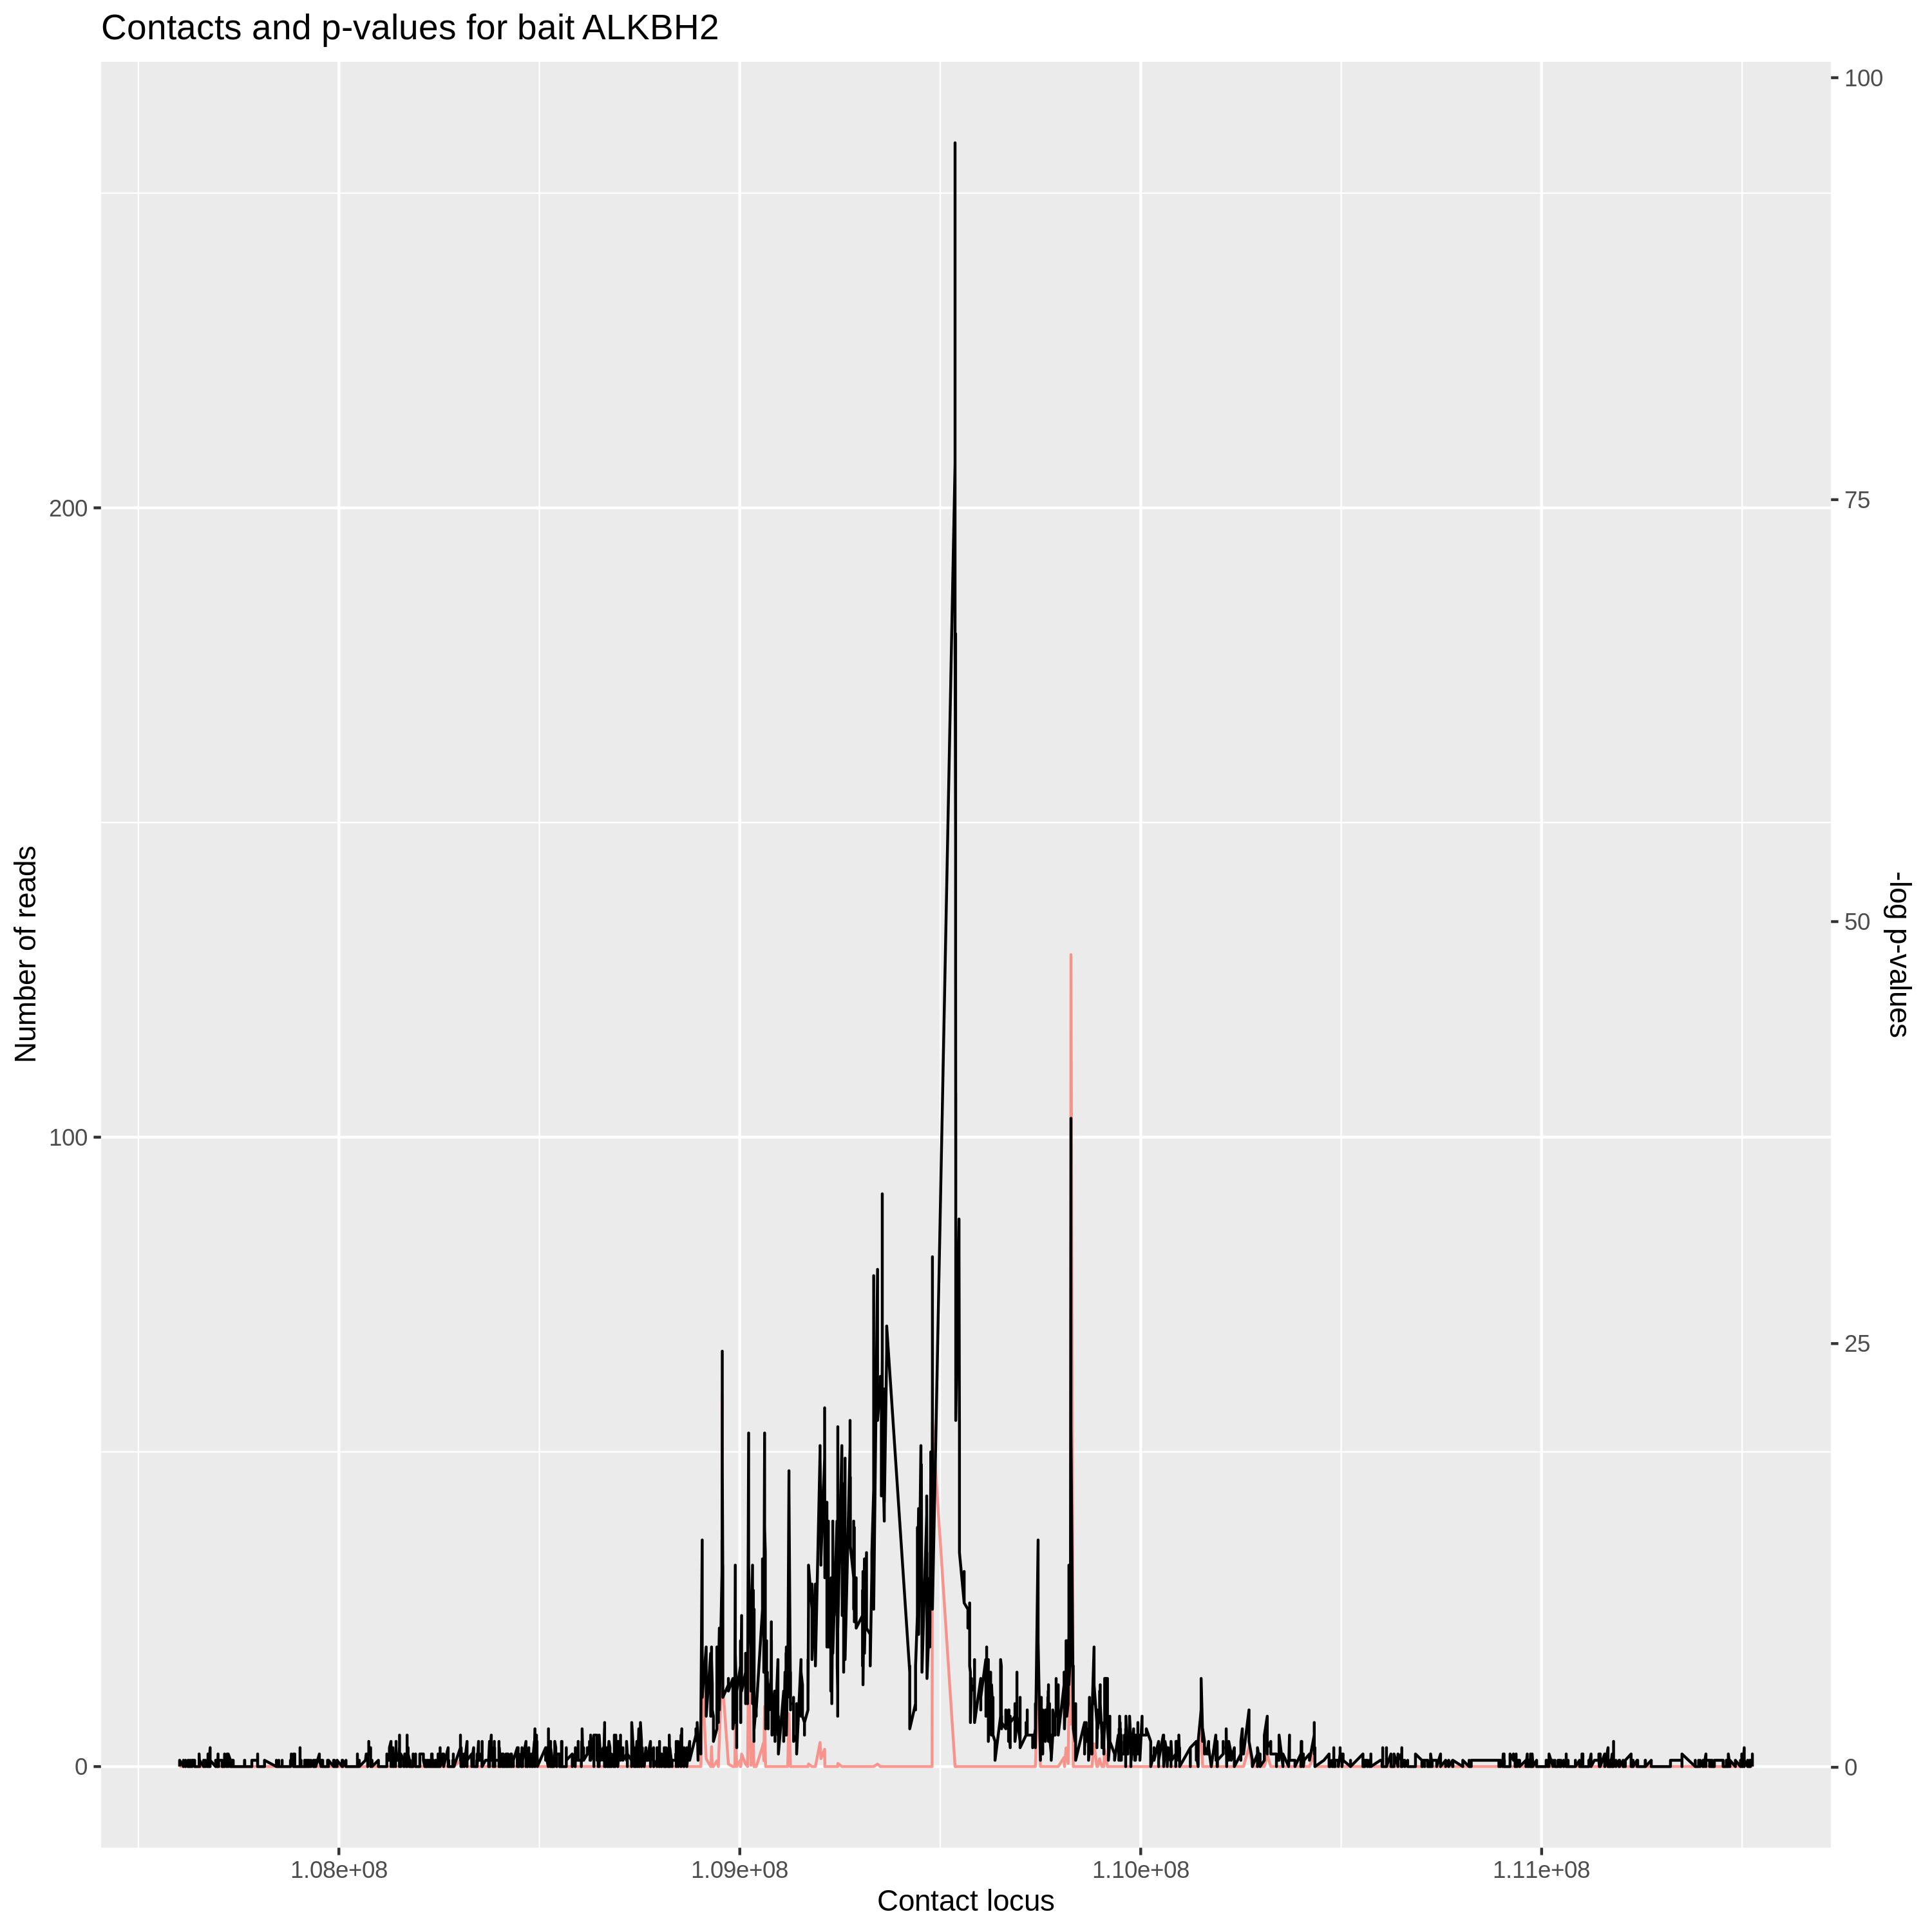 Contacts and p-values for bait ALKBH2
100
75
200
50
100
25
0
0
Number of reads
-log p-values
1.08e+08 1.09e+08 1.10e+08 1.11e+08
Contact locus